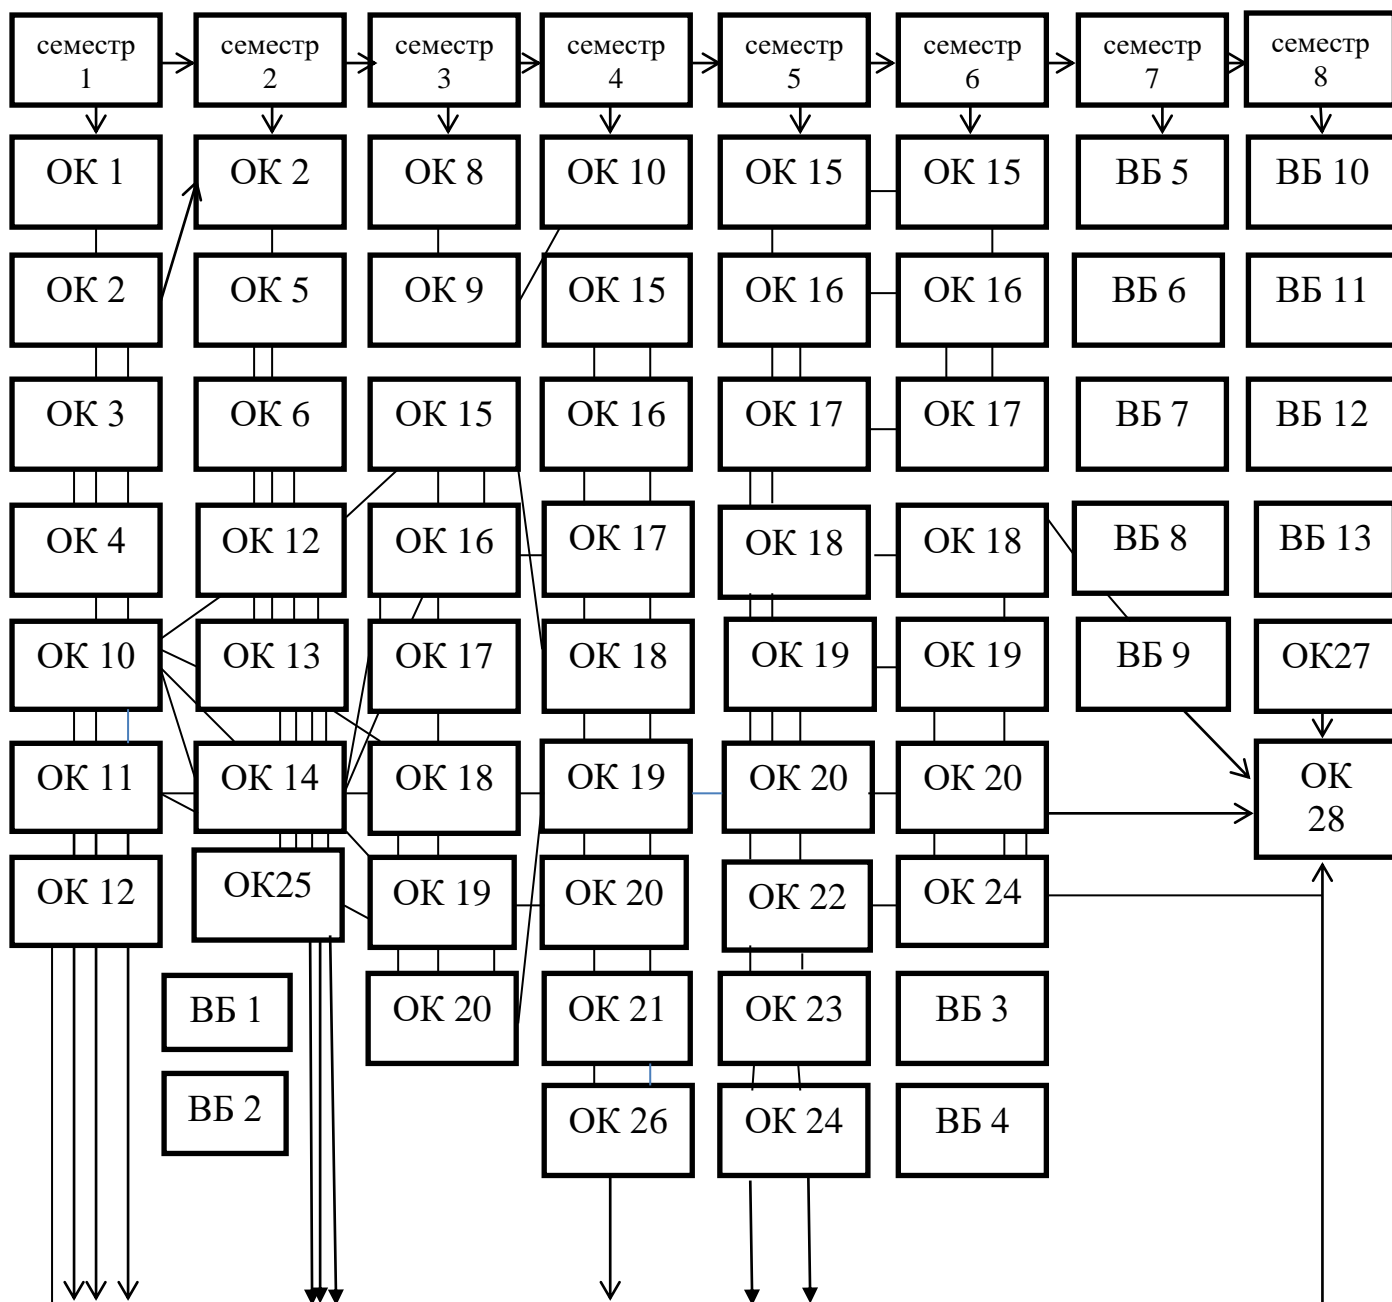 семестр
1
семестр
2
семестр
3
семестр
4
семестр
5
семестр
6
семестр
7
семестр
8
ОК 1
ОК 2
ОК 8
ОК 10
ОК 15
ОК 15
ВБ 5
ВБ 10
ОК 2
ОК 5
ОК 9
ОК 15
ОК 16
ОК 16
ВБ 6
ВБ 11
ОК 3
ОК 6
ОК 15
ОК 16
ОК 17
ОК 17
ВБ 7
ВБ 12
ОК 4
ОК 12
ОК 16
ОК 17
ОК 18
ОК 18
ВБ 8
ВБ 13
ОК 10
ОК 13
ОК 17
ОК 18
ОК 19
ОК 19
ВБ 9
ОК27
ОК 11
ОК 14
ОК 18
ОК 19
ОК 20
ОК 20
ОК
28
ОК 12
ОК25
ОК 19
ОК 20
ОК 22
ОК 24
ВБ 1
ОК 20
ОК 21
ОК 23
ВБ 3
ВБ 2
ОК 26
ОК 24
ВБ 4